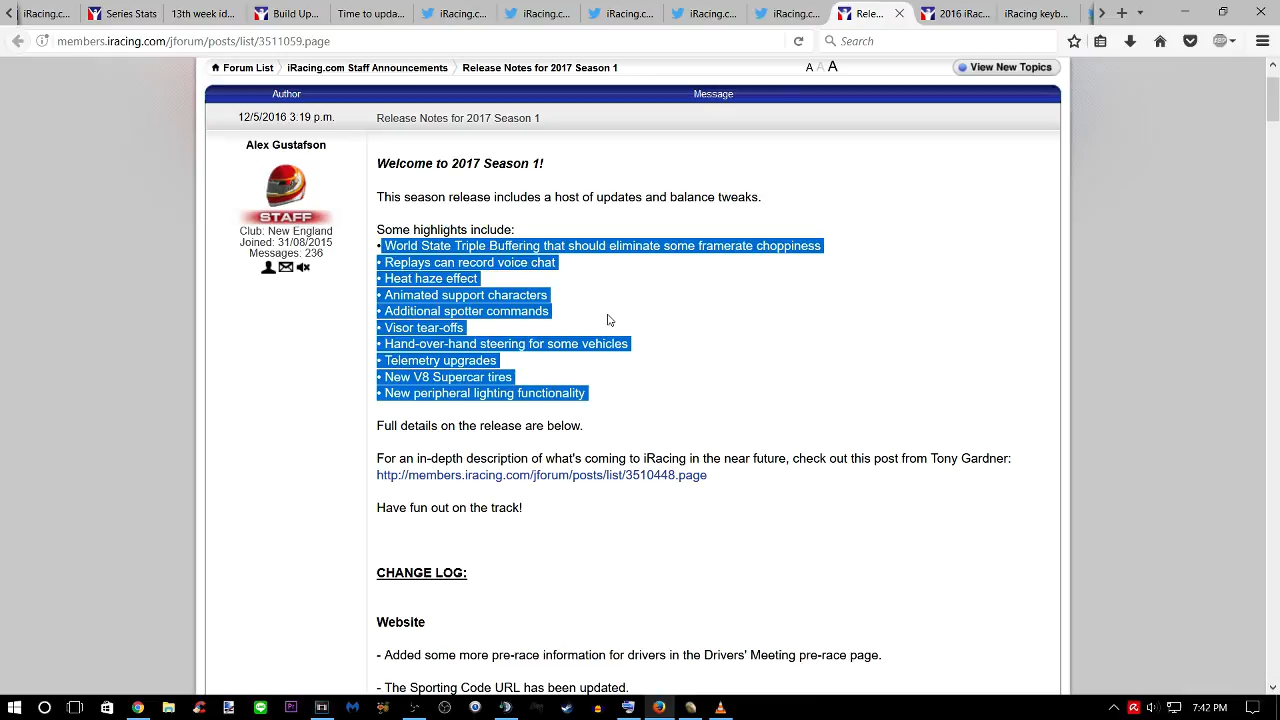 iRacing.c...
Series Stats
13th week id...
Build Up...
Time to upda...
iRacing.c...
iRacing.c...
iRacing.c...
iRacing.c...
iRacing.c...
Rele...
2016 iRac...
iRacing keyb...
members.iracing.com/jforum/posts/list/3511059.page
Search
Forum List
iRacing.com Staff Announcements
Release Notes for 2017 Season 1
A A A
View New Topics
Author
Message
12/5/2016 3:19 p.m.
Release Notes for 2017 Season 1
Alex Gustafson
STAFF
Club: New England
Joined: 31/08/2015
Messages: 236
Welcome to 2017 Season 1!
This season release includes a host of updates and balance tweaks.
Some highlights include:
• World State Triple Buffering that should eliminate some framerate choppiness
• Replays can record voice chat
• Heat haze effect
• Animated support characters
• Additional spotter commands
• Visor tear-offs
• Hand-over-hand steering for some vehicles
• Telemetry upgrades
• New V8 Supercar tires
• New peripheral lighting functionality
Full details on the release are below.
For an in-depth description of what's coming to iRacing in the near future, check out this post from Tony Gardner:
http://members.iracing.com/jforum/posts/list/3510448.page
Have fun out on the track!
CHANGE LOG:
Website
- Added some more pre-race information for drivers in the Drivers' Meeting pre-race page.
- The Sporting Code URL has been updated.
7:42 PM